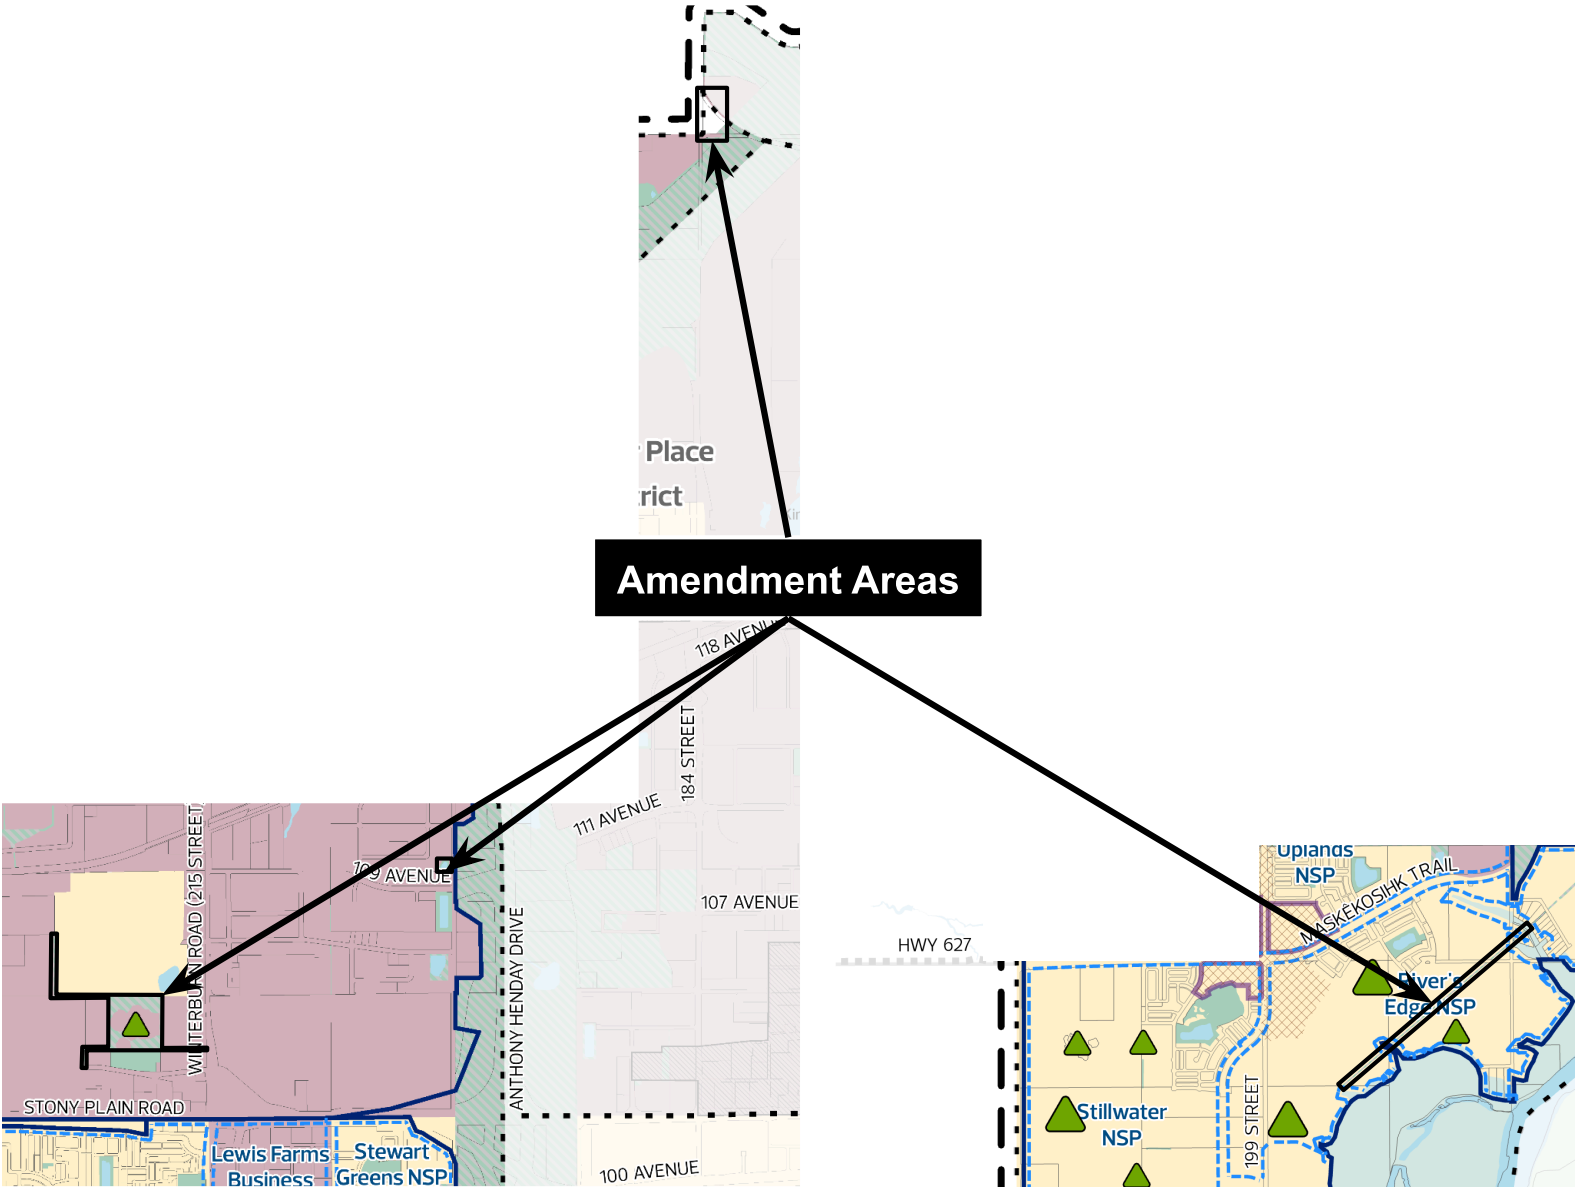 Place
rict
Amendment Areas
118 AVENU
184 STREET
111 AVENUE
107 AVENUE
WINTERBURN ROAD (215 STREET)
109 AVENUE
ANTHONY HENDAY DRIVE
STONY PLAIN ROAD
Lewis Farms
Business
Stewart
Greens NSP
100 AVENUE
HWY 627
Uplands
NSP
MASKÊKOSIHK TRAIL
River's
Edge NSP
Stillwater
NSP
199 STREET